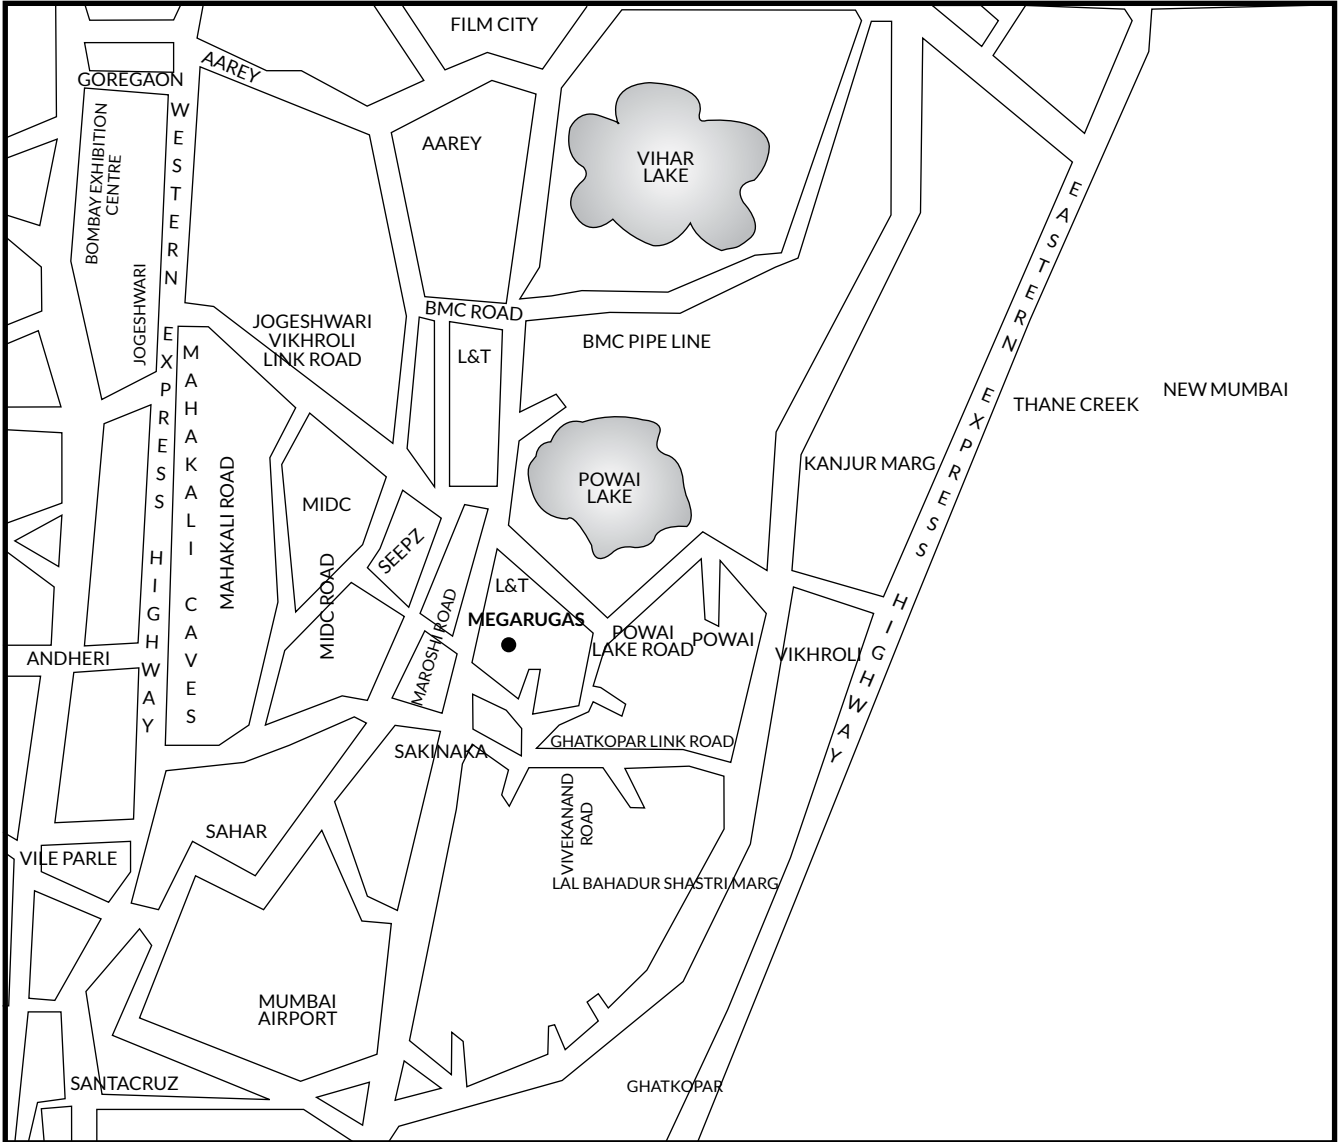 FILM CITY
AAREY
GOREGAON
WESTERN EXPRESS HIGHWAY
BOMBAY EXHIBITION
CENTRE
JOGESHWARI
AAREY
VIHAR
LAKE
EASTERN EXPRESS HIGHWAY
BMC ROAD
JOGESHWARI
VIKHROLI
LINK ROAD
L&T
BMC PIPE LINE
MAHAKALI CAVES
MAHAKALI ROAD
THANE CREEK
NEW MUMBAI
KANJUR MARG
POWAI
LAKE
MIDC
SEEPZ
MIDC ROAD
MAROSHI ROAD
L&T
MEGARUGAS
POWAI
LAKE ROAD
POWAI
VIKHROLI
ANDHERI
GHATKOPAR LINK ROAD
SAKINAKA
VIVEKANAND
ROAD
SAHAR
VILE PARLE
LAL BAHADUR SHASTRI MARG
MUMBAI
AIRPORT
SANTACRUZ
GHATKOPAR